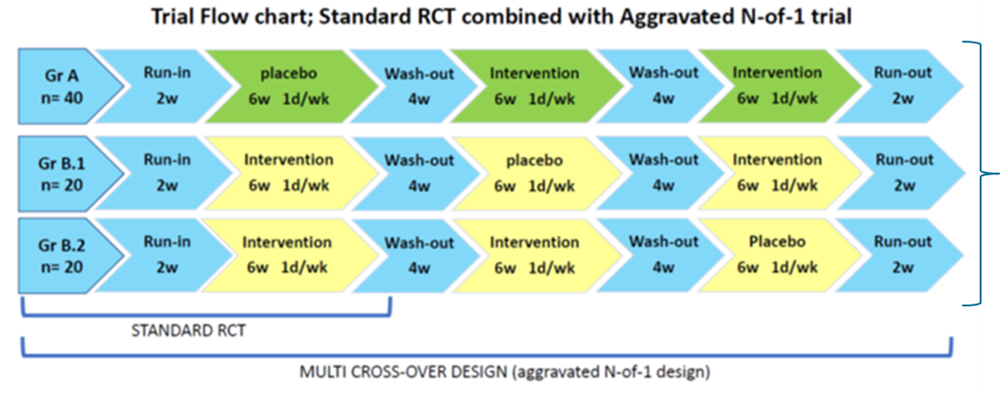 Trial Flow chart; Standard RCT combined with Aggravated N-of-1 trial
Gr A
n= 40
Run-in
2w
placebo
6w 1d/wk
Wash-out
4w
Intervention
6w 1d/wk
Wash-out
4w
Intervention
6w 1d/wk
Run-out
2w
Gr B.1
n= 20
Run-in
2w
Intervention
6w 1d/wk
Wash-out
4w
placebo
6w 1d/wk
Wash-out
4w
Intervention
6w 1d/wk
Run-out
2w
Gr B.2
n= 20
Run-in
2w
Intervention
6w 1d/wk
Wash-out
4w
Intervention
6w 1d/wk
Wash-out
4w
Placebo
6w 1d/wk
Run-out
2w
STANDARD RCT
MULTI CROSS-OVER DESIGN (aggravated N-of-1 design)